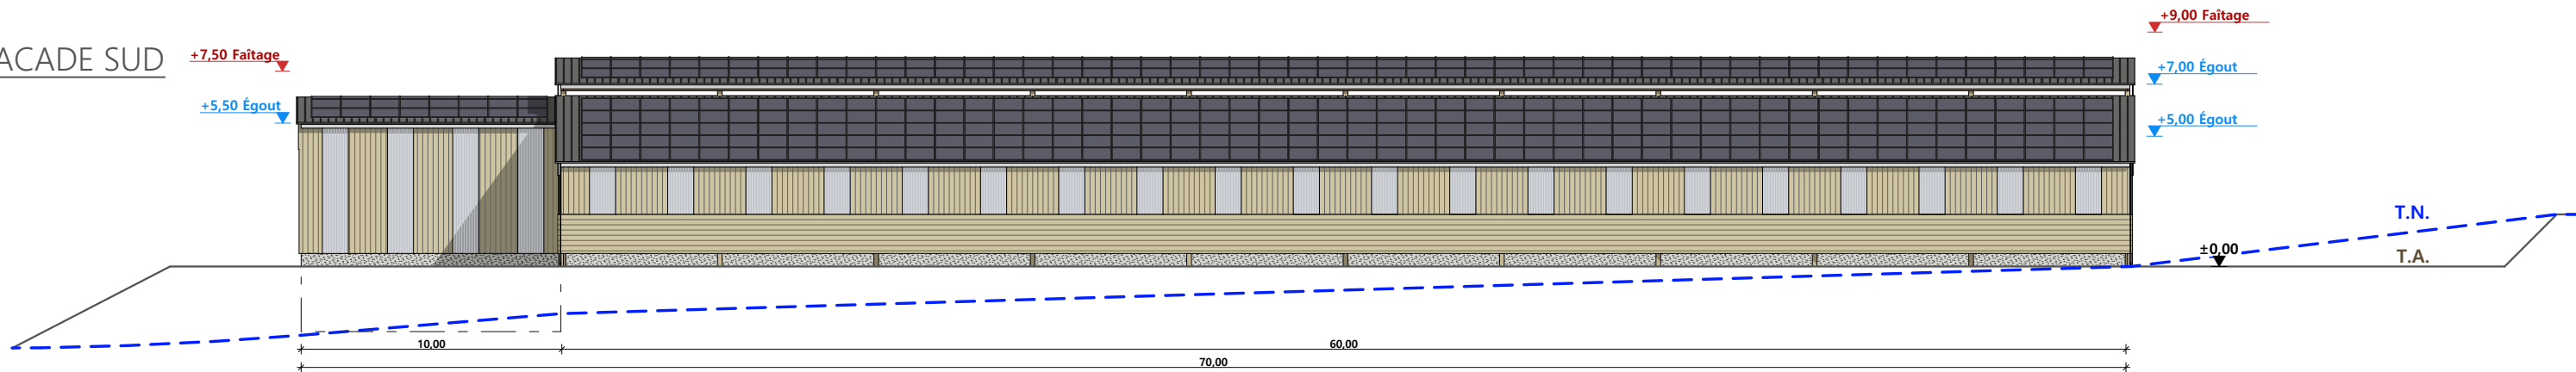 ACADE SUD
+7,50 Faîtage
+5,50 Égout
+9,00 Faîtage
+7,00 Égout
+5,00 Égout
T.N.
±0,00
T.A.
10,00
60,00
70,00